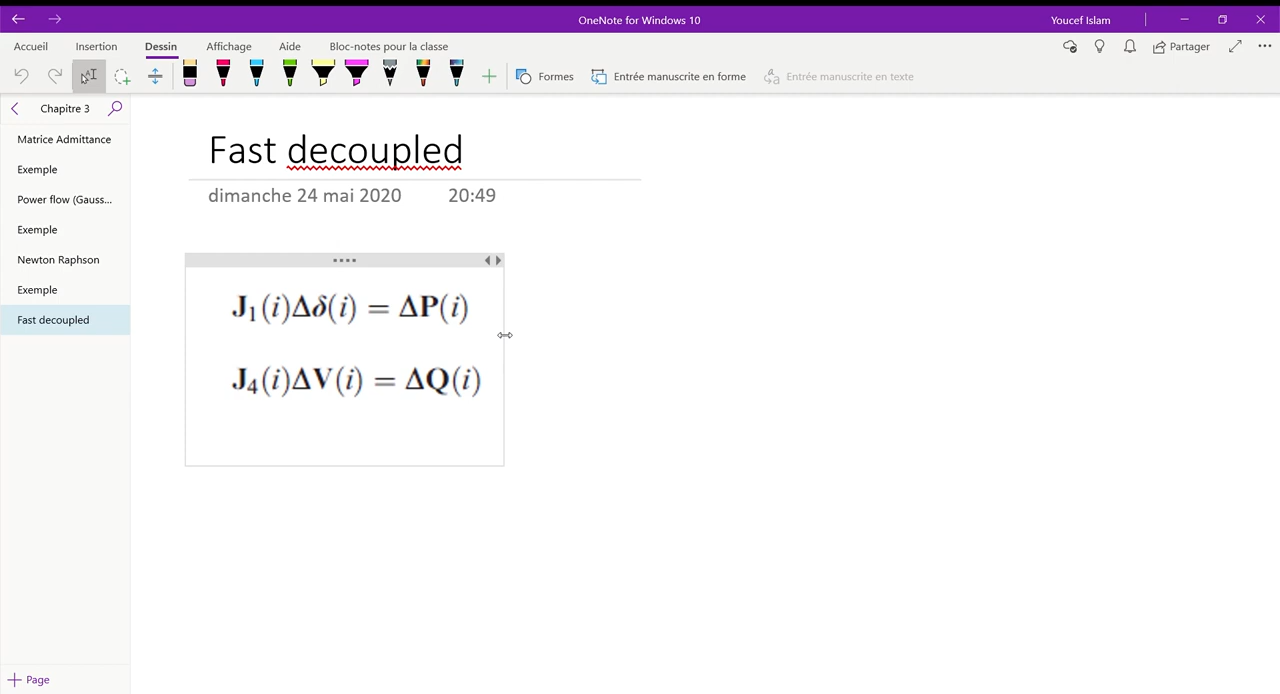 OneNote for Windows 10
Youcef Islam
Accueil
Insertion
Dessin
Affichage
Aide
Bloc-notes pour la classe
Partager
Formes
Entrée manuscrite en forme
Entrée manuscrite en texte
Chapitre 3
Matrice Admittance
Exemple
Power flow (Gauss...
Exemple
Newton Raphson
Exemple
Fast decoupled
Page
Fast decoupled
dimanche 24 mai 2020 20:49
J₁(i)Δδ(i) = ΔP(i)
J₄(i)ΔV(i) = ΔQ(i)